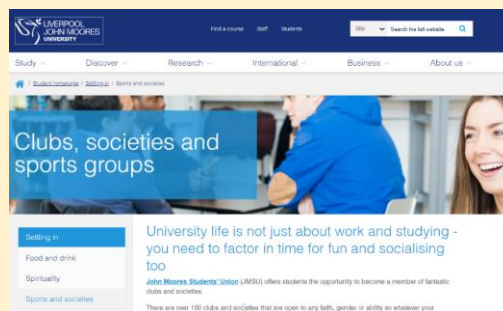 LIVERPOOL
JOHN MOORES
UNIVERSITY
Find a course Staff Students
Site Search the full website
Study Discover Research International Business About us
/ Student homepage / Settling in / Sports and societies
Clubs, societies and
sports groups
Settling in
Food and drink
Spirituality
Sports and societies
University life is not just about work and studying -
you need to factor in time for fun and socialising
too
John Moores Students' Union (JMSU) offers students the opportunity to become a member of fantastic
clubs and societies.
There are over 100 clubs and societies that are open to any faith, gender or ability so whatever your